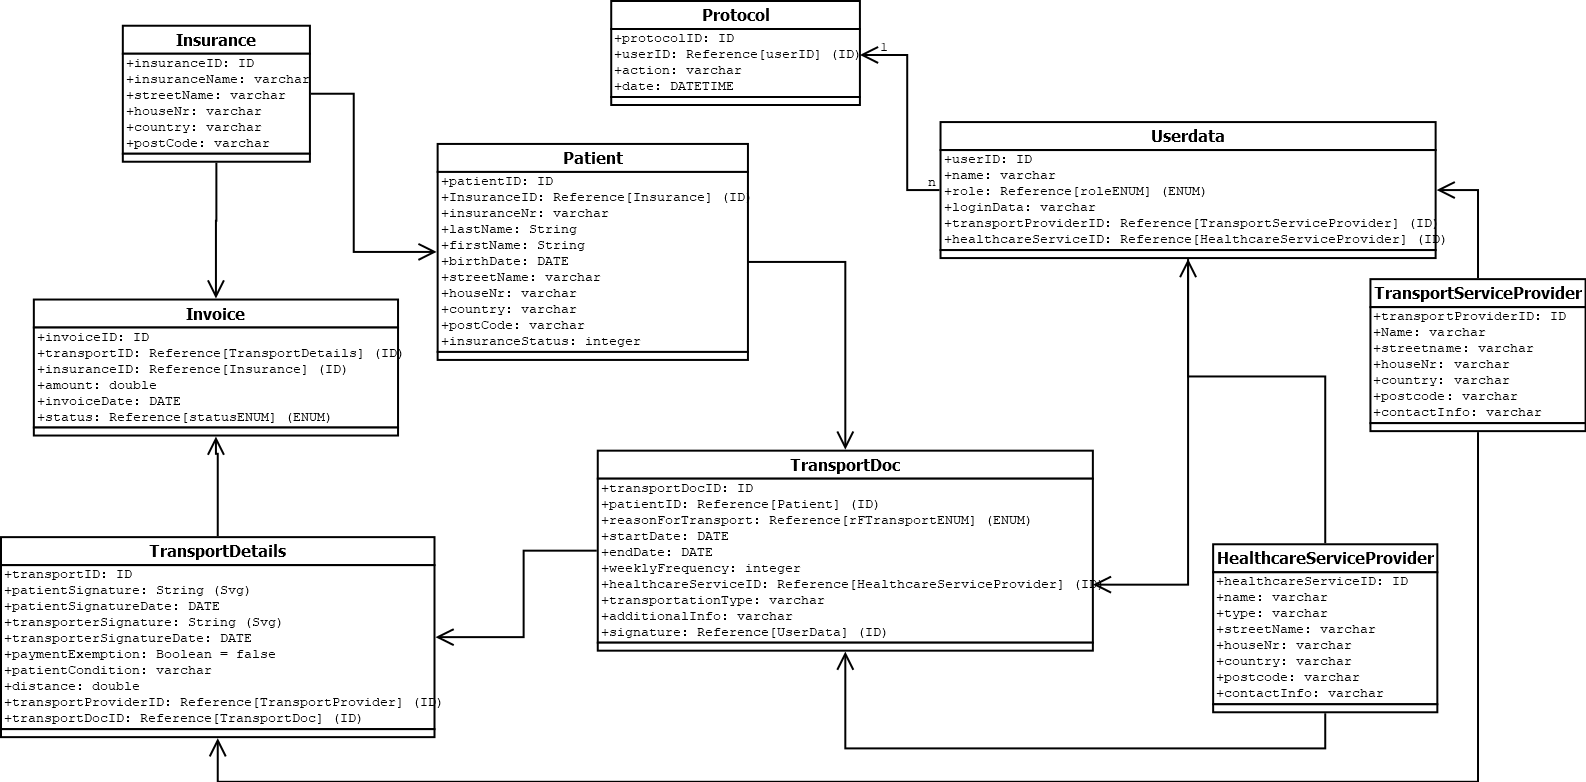 Protocol
+protocolID: ID
+userID: Reference[userID] (ID)
+action: varchar
+date: DATETIME
1
Insurance
+insuranceID: ID
+insuranceName: varchar
+streetName: varchar
+houseNr: varchar
+country: varchar
+postCode: varchar
Userdata
+userID: ID
+name: varchar
+role: Reference[roleENUM] (ENUM)
+loginData: varchar
+transportProviderID: Reference[TransportServiceProvider] (ID)
+healthcareServiceID: Reference[HealthcareServiceProvider] (ID)
n
Patient
+patientID: ID
+InsuranceID: Reference[Insurance] (ID)
+insuranceNr: varchar
+lastName: String
+firstName: String
+birthDate: DATE
+streetName: varchar
+houseNr: varchar
+country: varchar
+postCode: varchar
+insuranceStatus: integer
TransportServiceProvider
+transportProviderID: ID
+Name: varchar
+streetname: varchar
+houseNr: varchar
+country: varchar
+postcode: varchar
+contactInfo: varchar
Invoice
+invoiceID: ID
+transportID: Reference[TransportDetails] (ID)
+insuranceID: Reference[Insurance] (ID)
+amount: double
+invoiceDate: DATE
+status: Reference[statusENUM] (ENUM)
TransportDoc
+transportDocID: ID
+patientID: Reference[Patient] (ID)
+reasonForTransport: Reference[rFTransportENUM] (ENUM)
+startDate: DATE
+endDate: DATE
+weeklyFrequency: integer
+healthcareServiceID: Reference[HealthcareServiceProvider] (ID)
+transportationType: varchar
+additionalInfo: varchar
+signature: Reference[UserData] (ID)
TransportDetails
+transportID: ID
+patientSignature: String (Svg)
+patientSignatureDate: DATE
+transporterSignature: String (Svg)
+transporterSignatureDate: DATE
+paymentExemption: Boolean = false
+patientCondition: varchar
+distance: double
+transportProviderID: Reference[TransportProvider] (ID)
+transportDocID: Reference[TransportDoc] (ID)
HealthcareServiceProvider
+healthcareServiceID: ID
+name: varchar
+type: varchar
+streetName: varchar
+houseNr: varchar
+country: varchar
+postcode: varchar
+contactInfo: varchar